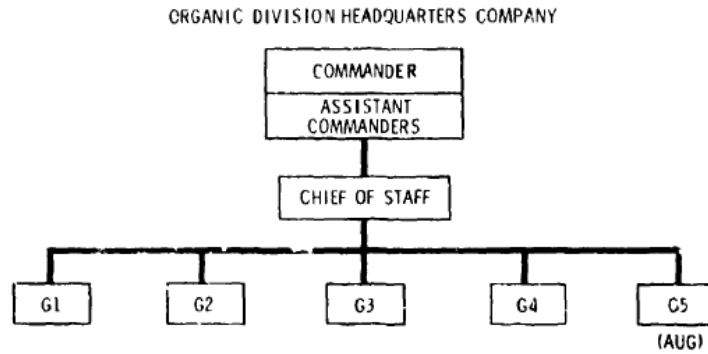 ORGANIC DIVISION HEADQUARTERS COMPANY
COMMANDER
ASSISTANT
COMMANDERS
CHIEF OF STAFF
G1 G2 G3 G4 G5
(AUG)